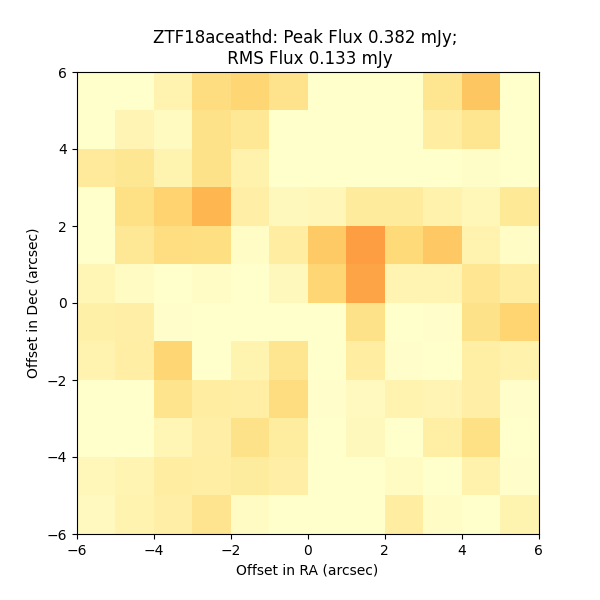 ZTF18aceathd: Peak Flux 0.382 mJy;
RMS Flux 0.133 mJy
6
4
2
0
−2
−4
−6
Offset in Dec (arcsec)
−6 −4 −2 0 2 4 6
Offset in RA (arcsec)